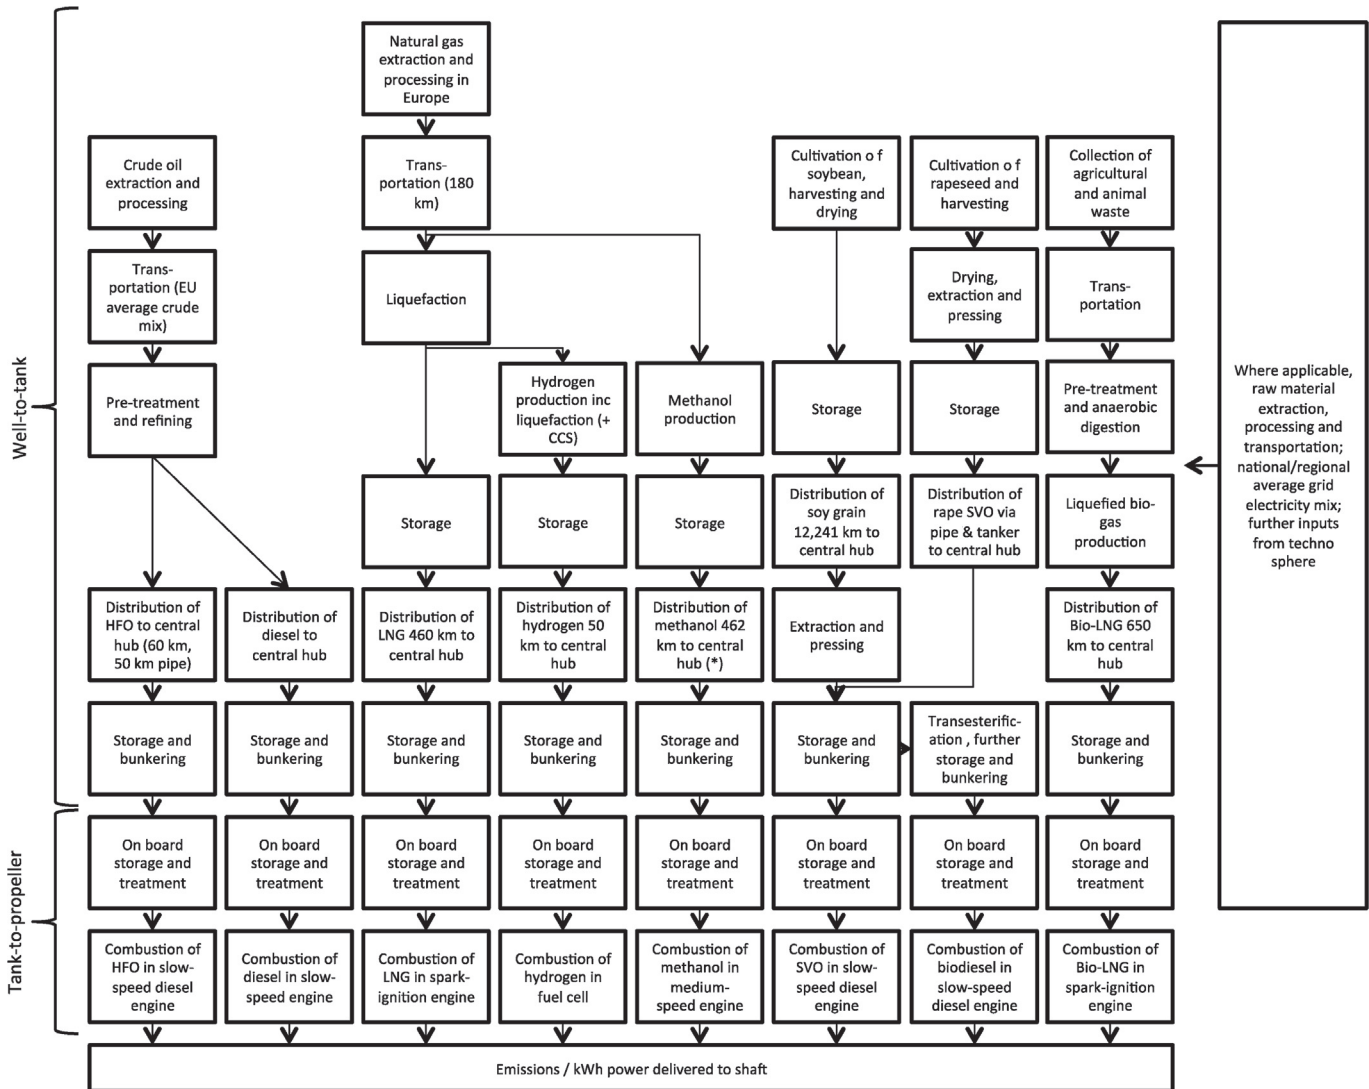 Natural gas
extraction and
processing in
Europe
Crude oil
extraction and
processing
Trans-
portation (180
km)
Cultivation o f
soybean,
harvesting and
drying
Cultivation o f
rapeseed and
harvesting
Collection of
agricultural
and animal
waste
Trans-
portation (EU
average crude
mix)
Liquefaction
Drying,
extraction and
pressing
Trans-
portation
Well-to-tank
Pre-treatment
and refining
Hydrogen
production inc
liquefaction (+
CCS)
Methanol
production
Storage
Storage
Pre-treatment
and anaerobic
digestion
Where applicable,
raw material
extraction,
processing and
transportation;
national/regional
average grid
electricity mix;
further inputs
from techno
sphere
Storage
Storage
Storage
Distribution of
soy grain
12,241 km to
central hub
Distribution of
rape SVO via
pipe & tanker
to central hub
Liquefied bio-
gas
production
Distribution of
HFO to central
hub (60 km,
50 km pipe)
Distribution of
diesel to
central hub
Distribution of
LNG 460 km to
central hub
Distribution of
hydrogen 50
km to central
hub
Distribution of
methanol 462
km to central
hub (*)
Extraction and
pressing
Distribution of
Bio-LNG 650
km to central
hub
Storage and
bunkering
Storage and
bunkering
Storage and
bunkering
Storage and
bunkering
Storage and
bunkering
Storage and
bunkering
Transesterific-
ation , further
storage and
bunkering
Storage and
bunkering
Tank-to-propeller
On board
storage and
treatment
On board
storage and
treatment
On board
storage and
treatment
On board
storage and
treatment
On board
storage and
treatment
On board
storage and
treatment
On board
storage and
treatment
On board
storage and
treatment
Combustion of
HFO in slow-
speed diesel
engine
Combustion of
diesel in slow-
speed engine
Combustion of
LNG in spark-
ignition engine
Combustion of
hydrogen in
fuel cell
Combustion of
methanol in
medium-
speed engine
Combustion of
SVO in slow-
speed diesel
engine
Combustion of
biodiesel in
slow-speed
diesel engine
Combustion of
Bio-LNG in
spark-ignition
engine
Emissions / kWh power delivered to shaft